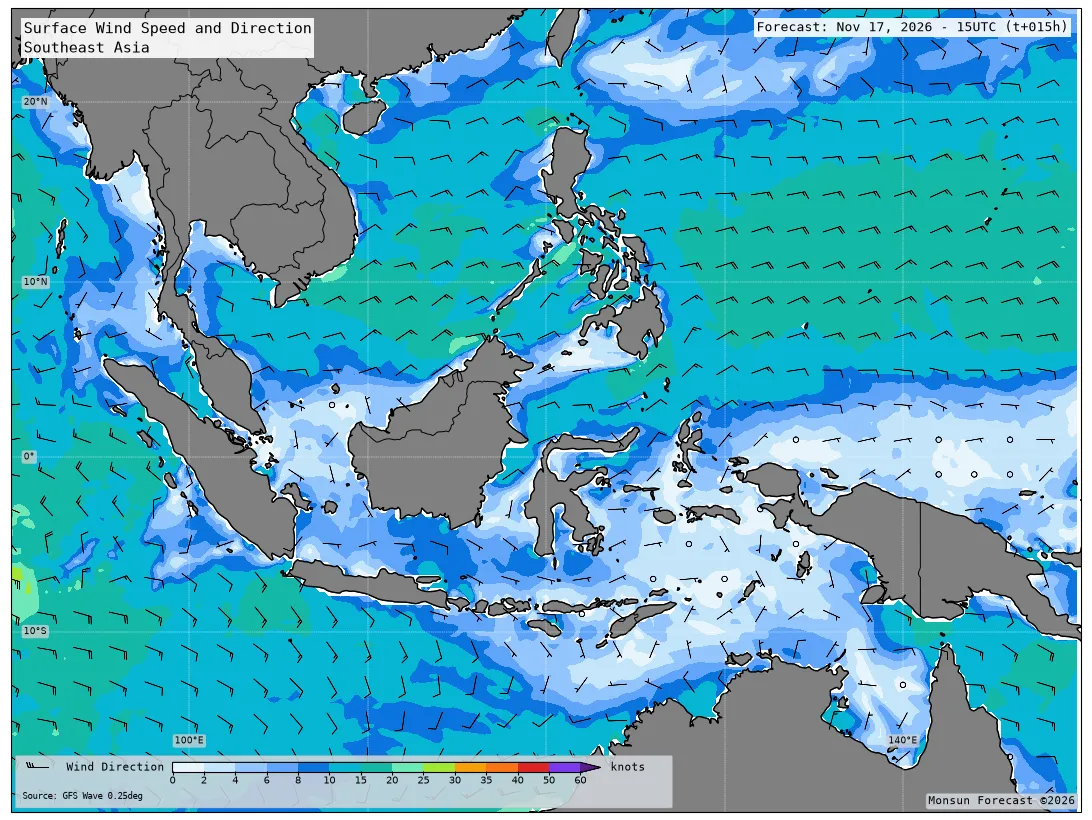 Surface Wind Speed and Direction
Southeast Asia
Forecast: Nov 17, 2026 - 15UTC (t+015h)
20°N
10°N
0°
10°S
100°E
140°E
Wind Direction
0 2 4 6 8 10 15 20 25 30 35 40 50 60
knots
Source: GFS Wave 0.25deg
Monsun Forecast ©2026